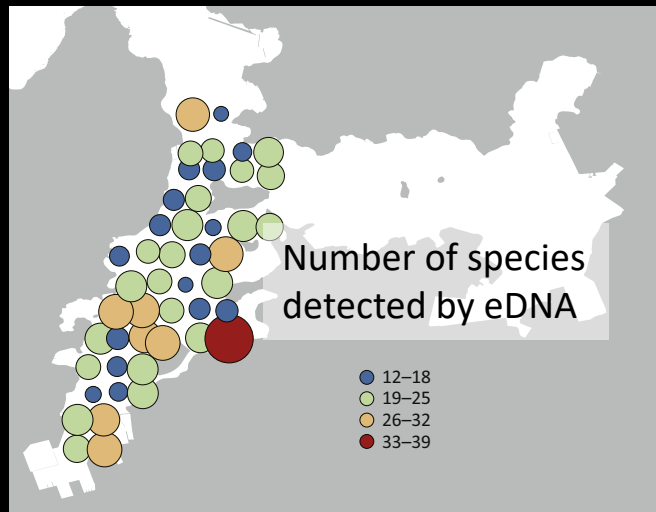 Number of species
detected by eDNA
12–18
19–25
26–32
33–39